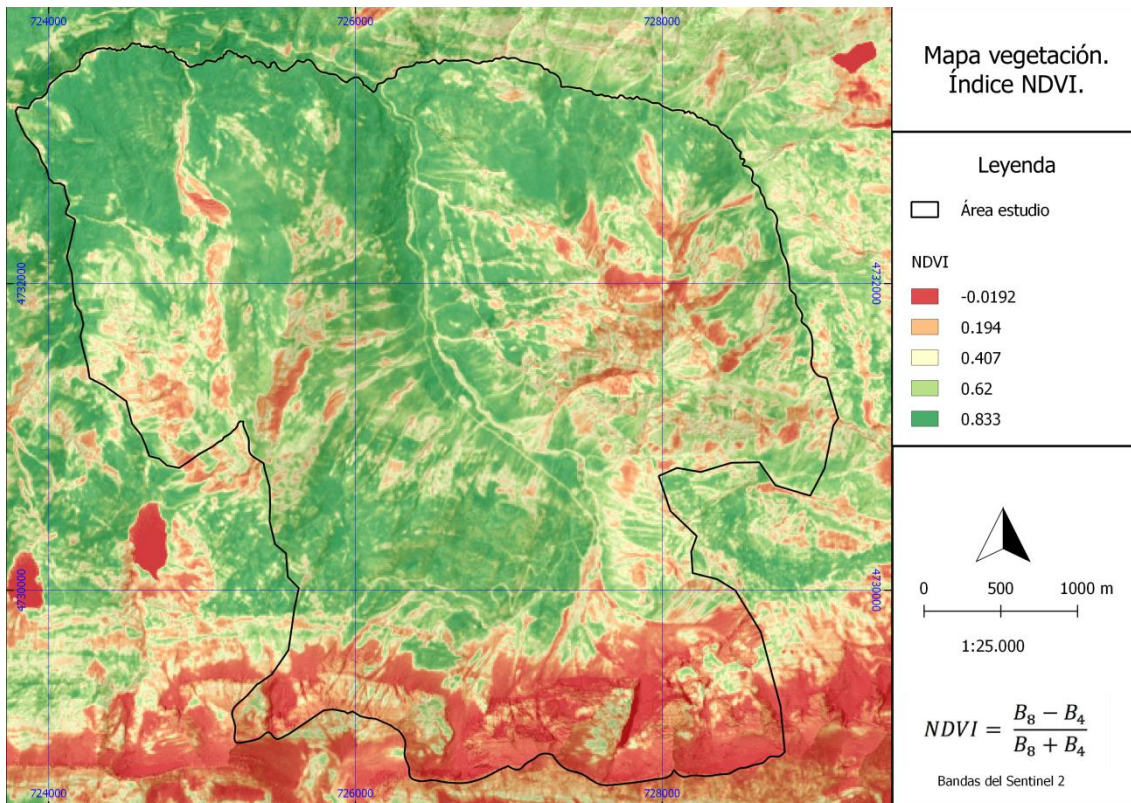 724000
726000
728000
4732000
4732000
4730000
4730000
724000
726000
728000
Mapa vegetación.
Índice NDVI.
Leyenda
Área estudio
NDVI
-0.0192
0.194
0.407
0.62
0.833
0 500 1000 m
1:25.000
NDVI = (B₈ − B₄) / (B₈ + B₄)
Bandas del Sentinel 2